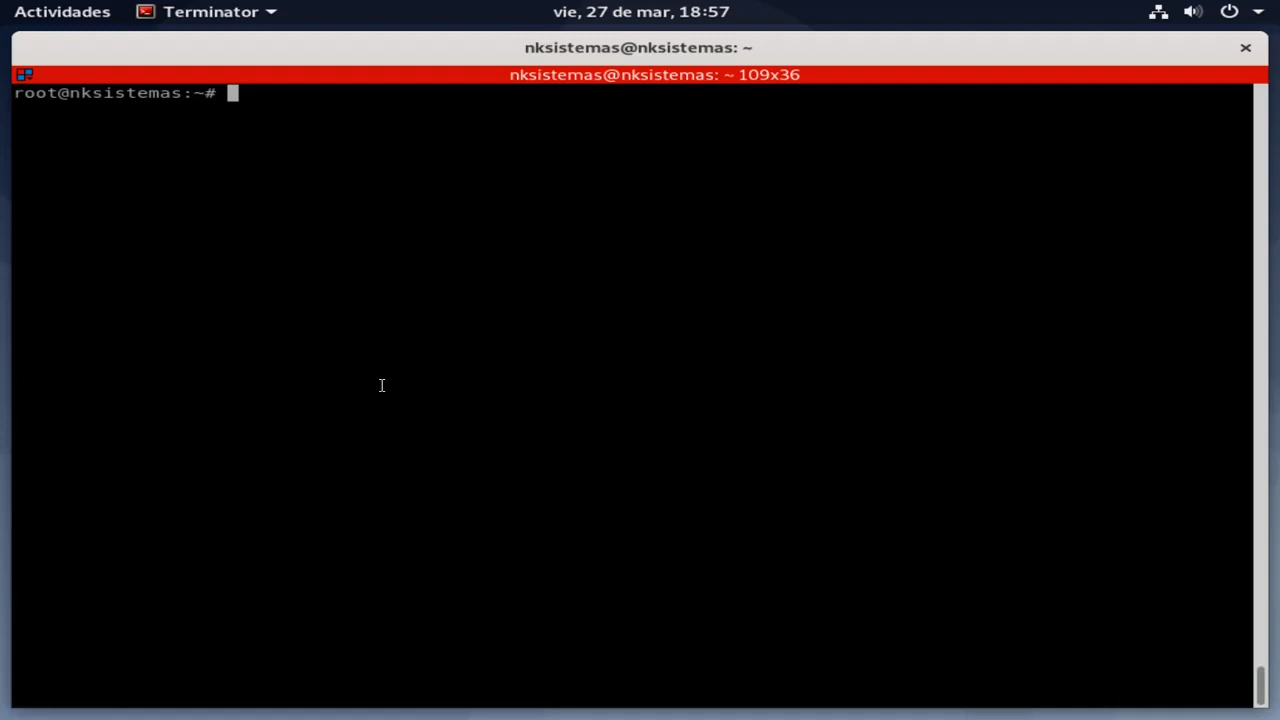 Actividades Terminator vie, 27 de mar, 18:57
nksistemas@nksistemas: ~
nksistemas@nksistemas: ~ 109x36
root@nksistemas:~#